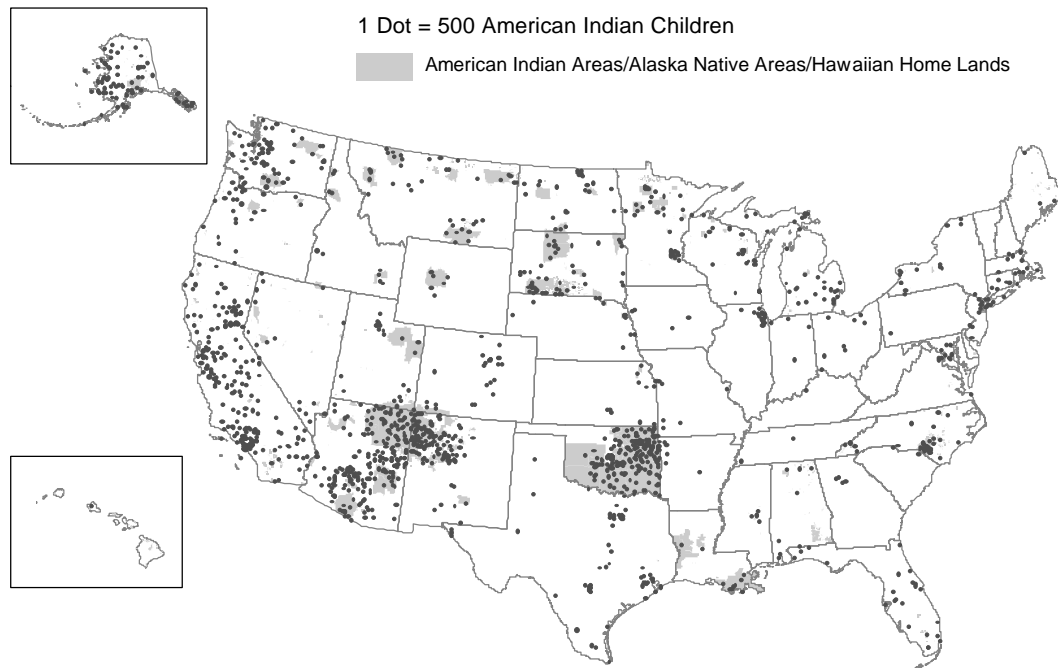 1 Dot = 500 American Indian Children
American Indian Areas/Alaska Native Areas/Hawaiian Home Lands